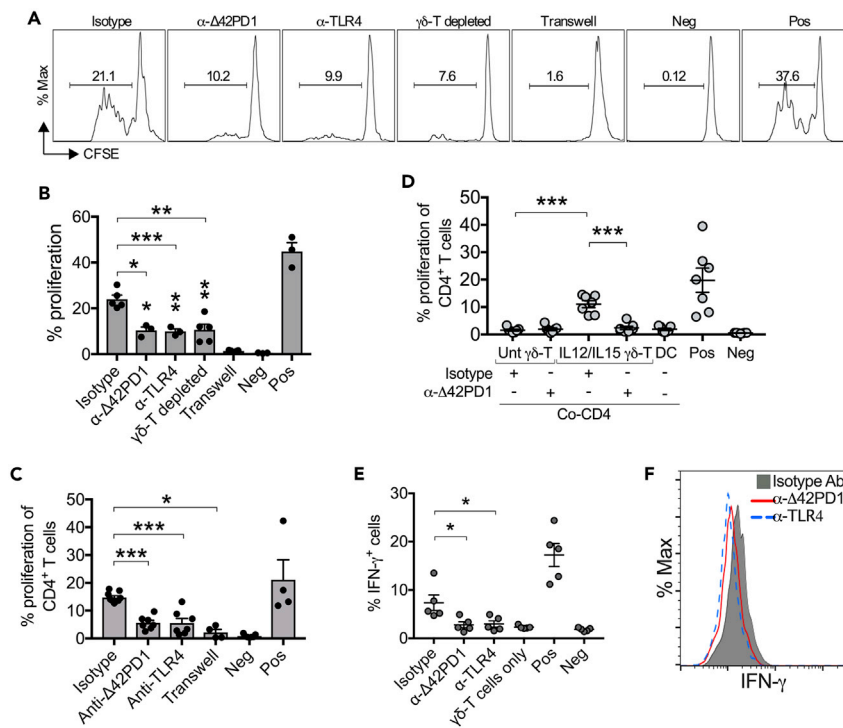 A
Isotype α-Δ42PD1 α-TLR4 γδ-T depleted Transwell Neg Pos
% Max
21.1 10.2 9.9 7.6 1.6 0.12 37.6
CFSE
B
% proliferation
60
40
20
0
**
***
*
*
**
**
Isotype
α-Δ42PD1
α-TLR4
γδ-T depleted
Transwell
Neg
Pos
D
% proliferation of
CD4+ T cells
50
40
30
20
10
0
***
***
Unt γδ-T IL12/IL15 γδ-T DC Pos Neg
Isotype + - + - -
α-Δ42PD1 - + - + -
Co-CD4
C
% proliferation of
CD4+ T cells
50
40
30
20
10
0
*
***
***
Isotype
Anti-Δ42PD1
Anti-TLR4
Transwell
Neg
Pos
E
% IFN-γ+ cells
30
20
10
0
*
*
Isotype
α-Δ42PD1
α-TLR4
γδ-T cells only
Pos
Neg
F
% Max
Isotype Ab
α-Δ42PD1
α-TLR4
IFN-γ